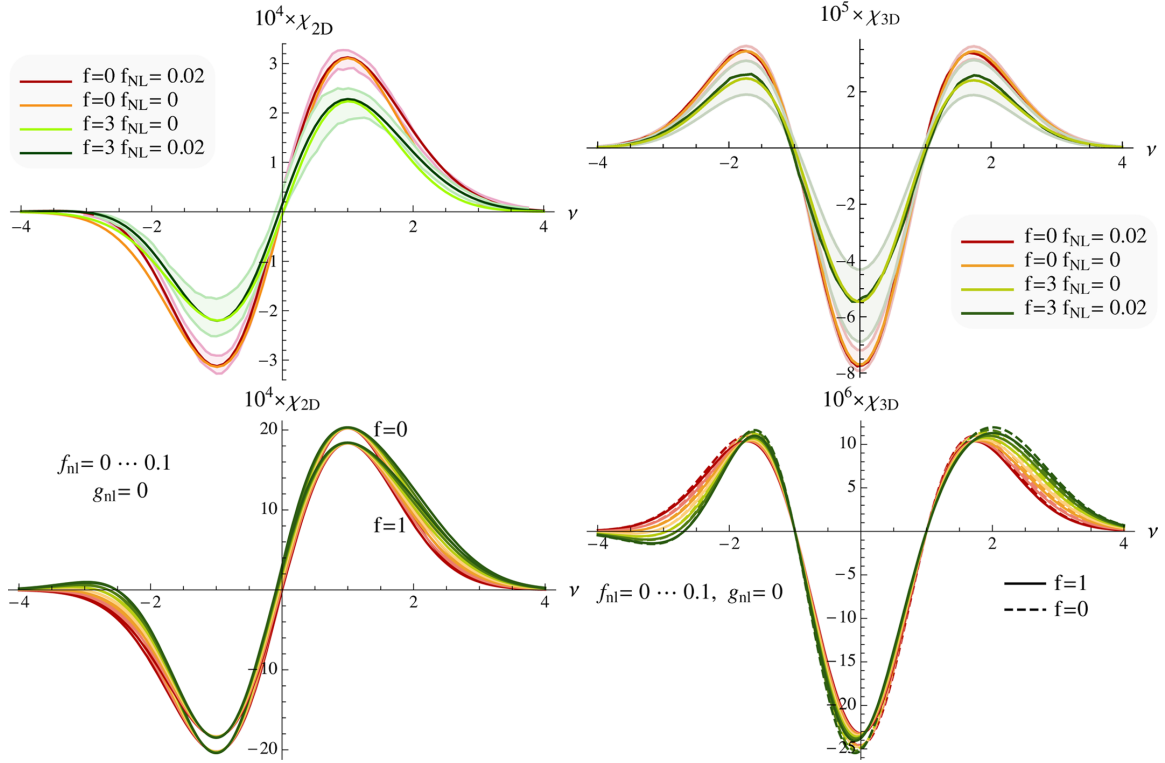 10⁴×χ2D
f=0 fNL= 0.02
f=0 fNL= 0
f=3 fNL= 0
f=3 fNL= 0.02
3
2
1
-4
-2
2
4
ν
-1
-2
-3
10⁵×χ3D
2
-4
-2
2
4
ν
-2
-4
-6
-8
f=0 fNL= 0.02
f=0 fNL= 0
f=3 fNL= 0
f=3 fNL= 0.02
10⁴×χ2D
20
f=0
fnl= 0 ⋯ 0.1
gnl= 0
10
f=1
-4
-2
2
4
ν
-10
-20
10⁶×χ3D
10
5
-4
-2
2
4
ν
-5
fnl= 0 ⋯ 0.1, gnl= 0
f=1
f=0
-10
-15
-20
-25